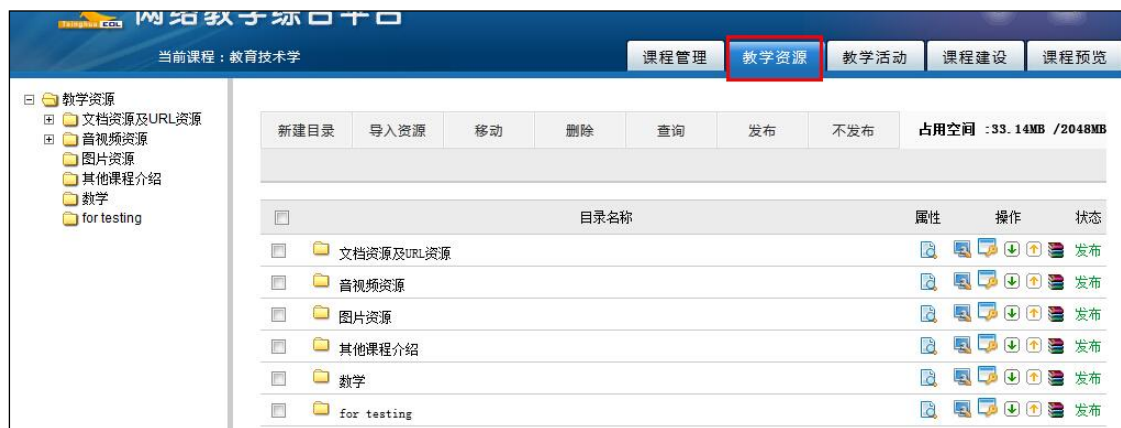 Tsinghua EOL 网络教学综合平台
当前课程：教育技术学
课程管理 教学资源 教学活动 课程建设 课程预览
教学资源
文档资源及URL资源
音视频资源
图片资源
其他课程介绍
数学
for testing
新建目录 导入资源 移动 删除 查询 发布 不发布 占用空间 :33.14MB /2048MB
目录名称 属性 操作 状态
文档资源及URL资源 发布
音视频资源 发布
图片资源 发布
其他课程介绍 发布
数学 发布
for testing 发布